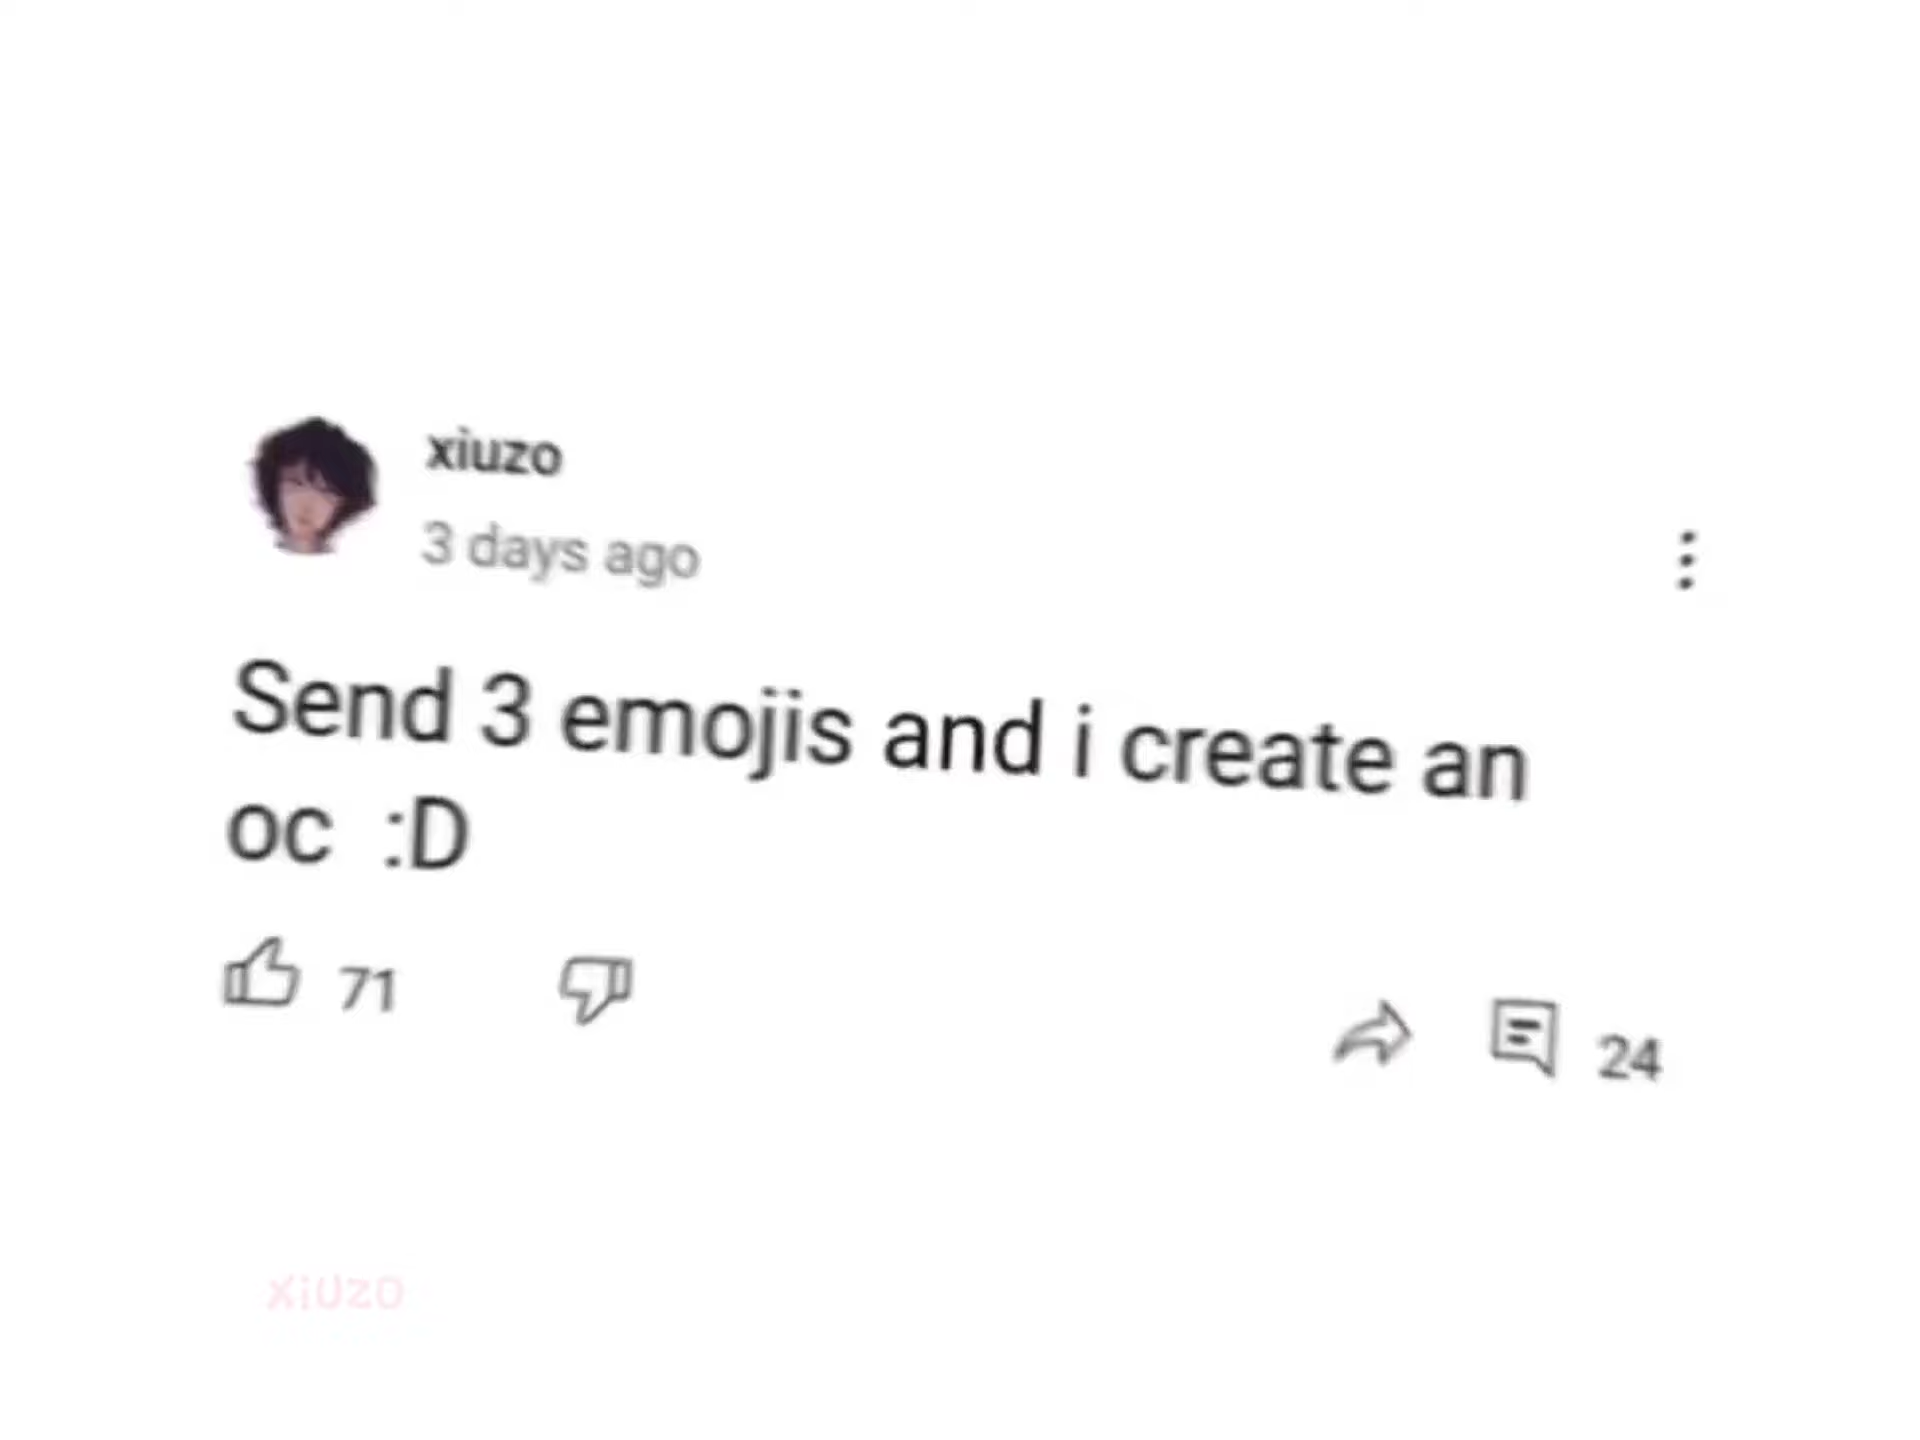 xiuzo
3 days ago
Send 3 emojis and i create an
oc :D
71
24
xiuzo